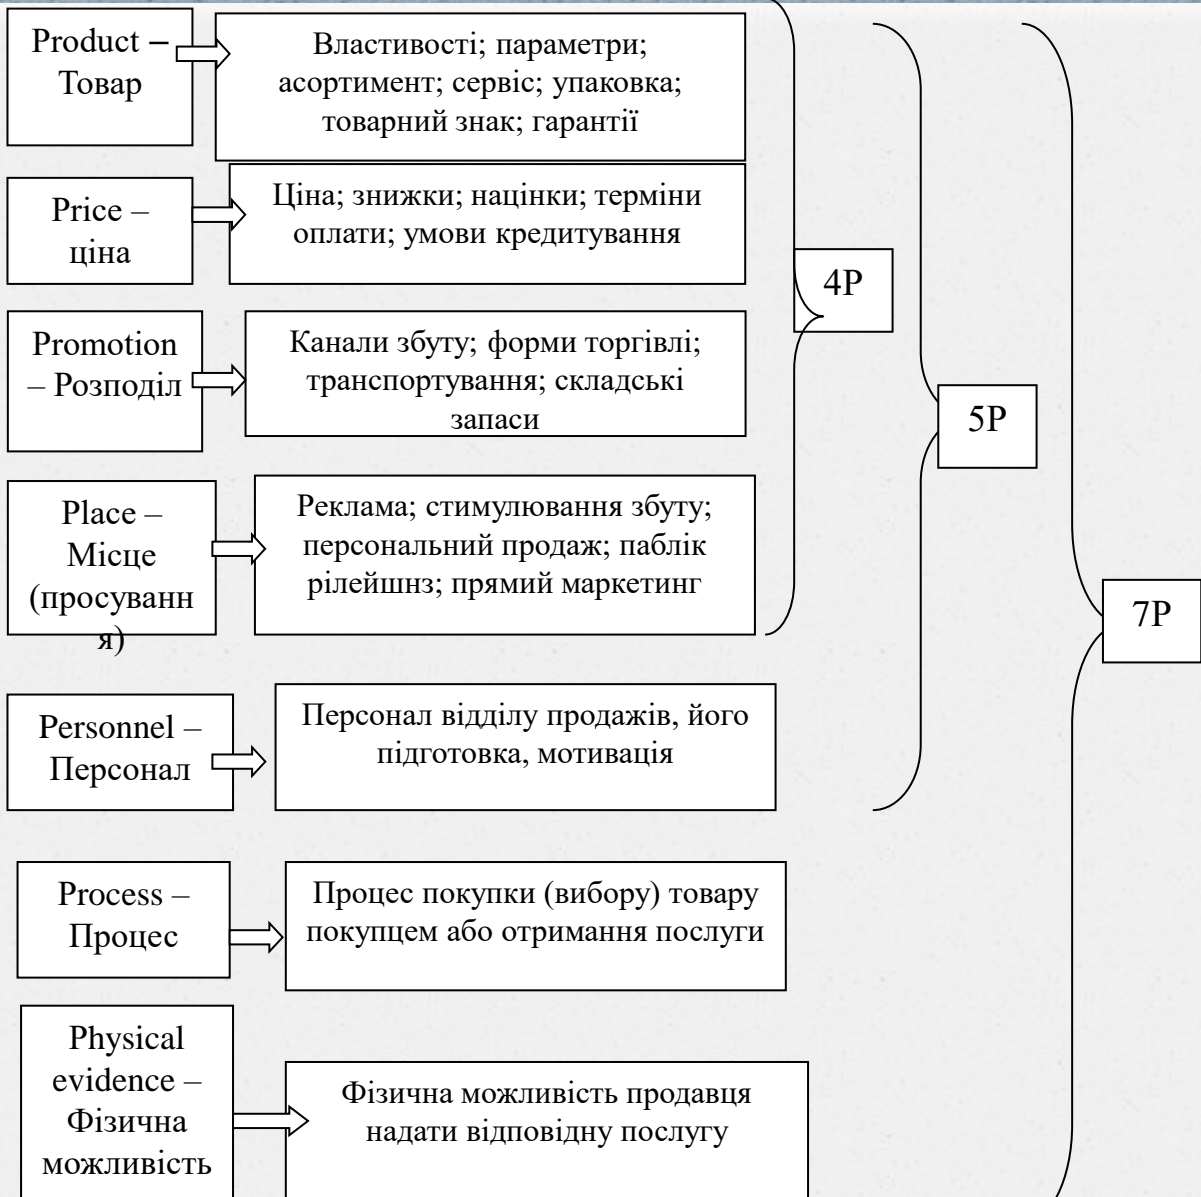 Product –
Товар
Властивості; параметри;
асортимент; сервіс; упаковка;
товарний знак; гарантії
Price –
ціна
Ціна; знижки; націнки; терміни
оплати; умови кредитування
4Р
Promotion
– Розподіл
Канали збуту; форми торгівлі;
транспортування; складські
запаси
5Р
Place –
Місце
(просуванн
я)
Реклама; стимулювання збуту;
персональний продаж; паблік
рілейшнз; прямий маркетинг
7Р
Personnel –
Персонал
Персонал відділу продажів, його
підготовка, мотивація
Process –
Процес
Процес покупки (вибору) товару
покупцем або отримання послуги
Physical
evidence –
Фізична
можливість
Фізична можливість продавця
надати відповідну послугу